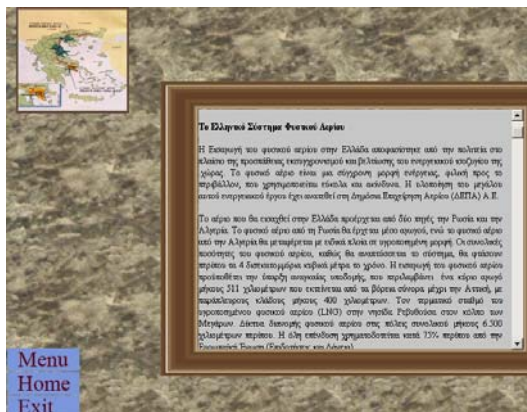 Το Ελληνικό Σύστημα Φυσικού Αερίου
Η Εισαγωγή του φυσικού αερίου στην Ελλάδα αποφασίστηκε από την πολιτεία στο
πλαίσιο της προσπάθειας εκσυγχρονισμού και βελτίωσης του ενεργειακού ισοζυγίου της
χώρας. Το φυσικό αέριο είναι μια σύγχρονη μορφή ενέργειας, φιλική προς το
περιβάλλον, που χρησιμοποιείται εύκολα και ακίνδυνα. Η υλοποίηση του μεγάλου
αυτού ενεργειακού έργου έχει ανατεθεί στη Δημόσια Επιχείρηση Αερίου (ΔΕΠΑ) Α.Ε.
Το αέριο που θα εισαχθεί στην Ελλάδα προέρχεται από δύο πηγές την Ρωσία και την
Αλγερία. Το φυσικό αέριο από τη Ρωσία θα έρχεται μέσο αγωγού, ενώ το φυσικό αέριο
από την Αλγερία θα μεταφέρεται με ειδικά πλοία σε υγροποιημένη μορφή. Οι συνολικές
ποσότητες του φυσικού αερίου, καθώς θα αναπτύσσεται το σύστημα, θα φτάσουν
περίπου τα 4 δισεκατομμύρια κυβικά μέτρα το χρόνο. Η εισαγωγή του φυσικού αερίου
προϋποθέτει την ύπαρξη αναγκαίας υποδομής, που περιλαμβάνει ένα κύριο αγωγό
μήκους 511 χιλιομέτρων που εκτείνεται από τα βόρεια σύνορα μέχρι την Αττική, με
παράπλευρους κλάδους μήκους 400 χιλιομέτρων. Τον τερματικό σταθμό του
υγροποιημένου φυσικού αερίου (LNG) στην νησίδα Ρεβυθούσα στον κόλπο των
Μεγάρων. Δίκτυα διανομής φυσικού αερίου στις πόλεις συνολικού μήκους 6.500
χιλιομέτρων περίπου. Η όλη επένδυση χρηματοδοτείται κατά 75% περίπου από την
Ευρωπαϊκή Ένωση (Επιδοτήσεις και Δάνεια).
Menu
Home
Exit